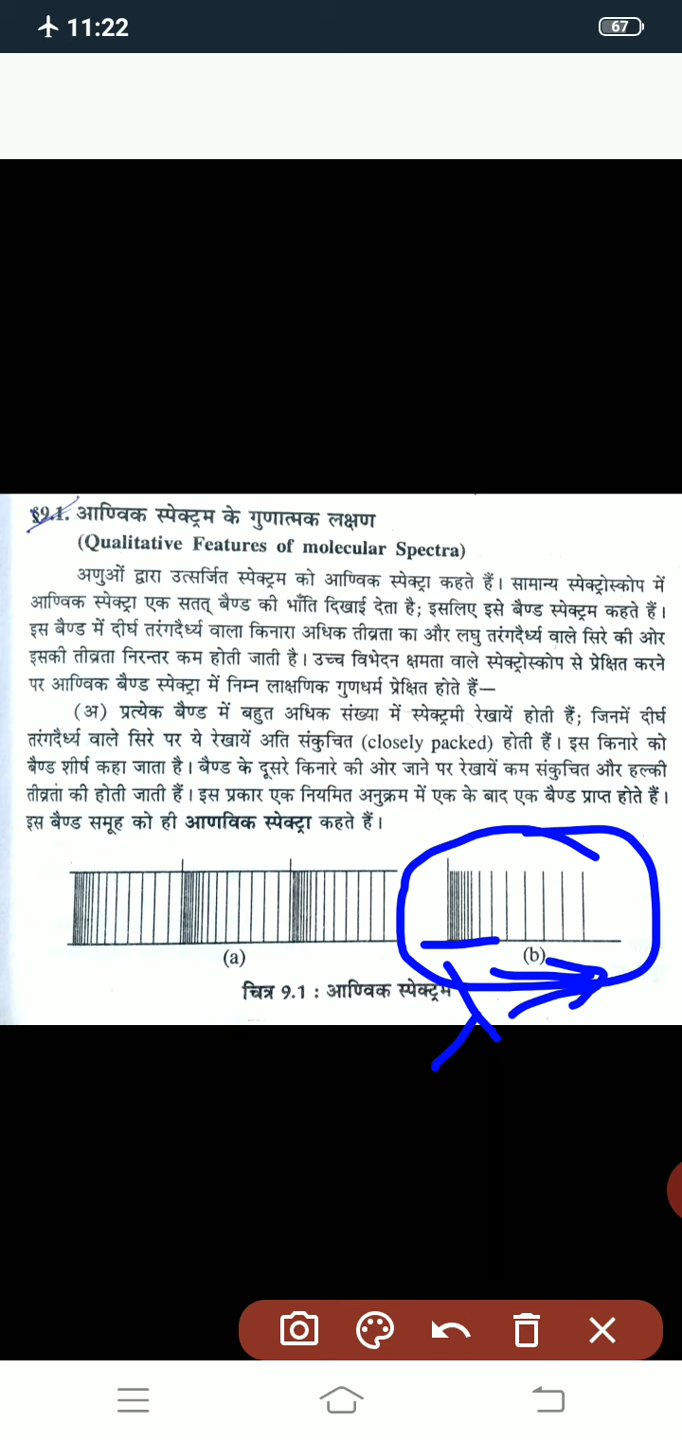 11:22
67
§9.1. आण्विक स्पेक्ट्रम के गुणात्मक लक्षण
(Qualitative Features of molecular Spectra)
अणुओं द्वारा उत्सर्जित स्पेक्ट्रम को आण्विक स्पेक्ट्रा कहते हैं। सामान्य स्पेक्ट्रोस्कोप में
आण्विक स्पेक्ट्रा एक सतत् बैण्ड की भाँति दिखाई देता है; इसलिए इसे बैण्ड स्पेक्ट्रम कहते हैं।
इस बैण्ड में दीर्घ तरंगदैर्ध्य वाला किनारा अधिक तीव्रता का और लघु तरंगदैर्ध्य वाले सिरे की ओर
इसकी तीव्रता निरन्तर कम होती जाती है। उच्च विभेदन क्षमता वाले स्पेक्ट्रोस्कोप से प्रेक्षित करने
पर आण्विक बैण्ड स्पेक्ट्रा में निम्न लाक्षणिक गुणधर्म प्रेक्षित होते हैं—
(अ) प्रत्येक बैण्ड में बहुत अधिक संख्या में स्पेक्ट्रमी रेखायें होती हैं; जिनमें दीर्घ
तरंगदैर्ध्य वाले सिरे पर ये रेखायें अति संकुचित (closely packed) होती हैं। इस किनारे को
बैण्ड शीर्ष कहा जाता है। बैण्ड के दूसरे किनारे की ओर जाने पर रेखायें कम संकुचित और हल्की
तीव्रता की होती जाती हैं। इस प्रकार एक नियमित अनुक्रम में एक के बाद एक बैण्ड प्राप्त होते हैं।
इस बैण्ड समूह को ही आणविक स्पेक्ट्रा कहते हैं।
(a) (b)
चित्र 9.1 : आण्विक स्पेक्ट्रम
λ